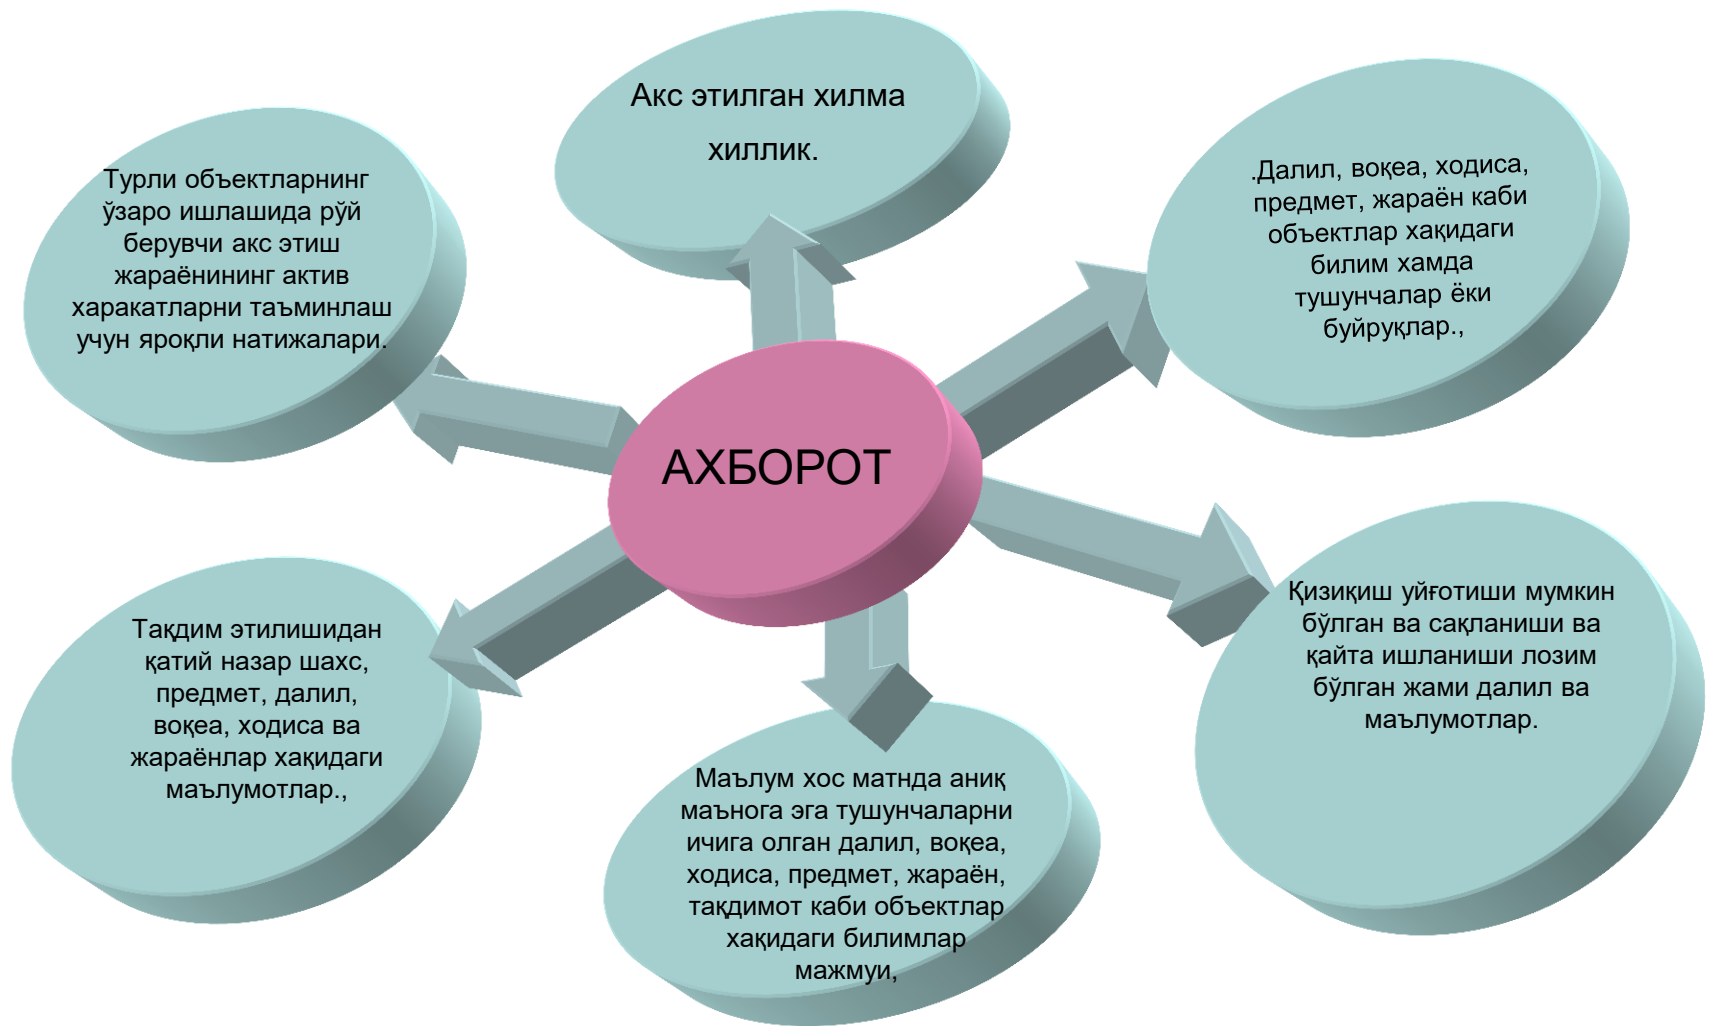 Акс этилган хилма
хиллик.
Турли объектларнинг
ўзаро ишлашида рўй
берувчи акс этиш
жараёнининг актив
харакатларни таъминлаш
учун яроқли натижалари.
.Далил, воқеа, ходиса,
предмет, жараён каби
объектлар хақидаги
билим хамда
тушунчалар ёки
буйруқлар.,
АХБОРОТ
Тақдим этилишидан
қатий назар шахс,
предмет, далил,
воқеа, ходиса ва
жараёнлар хақидаги
маълумотлар.,
Қизиқиш уйғотиши мумкин
бўлган ва сақланиши ва
қайта ишланиши лозим
бўлган жами далил ва
маълумотлар.
Маълум хос матнда аниқ
маънога эга тушунчаларни
ичига олган далил, воқеа,
ходиса, предмет, жараён,
тақдимот каби объектлар
хақидаги билимлар
мажмуи,